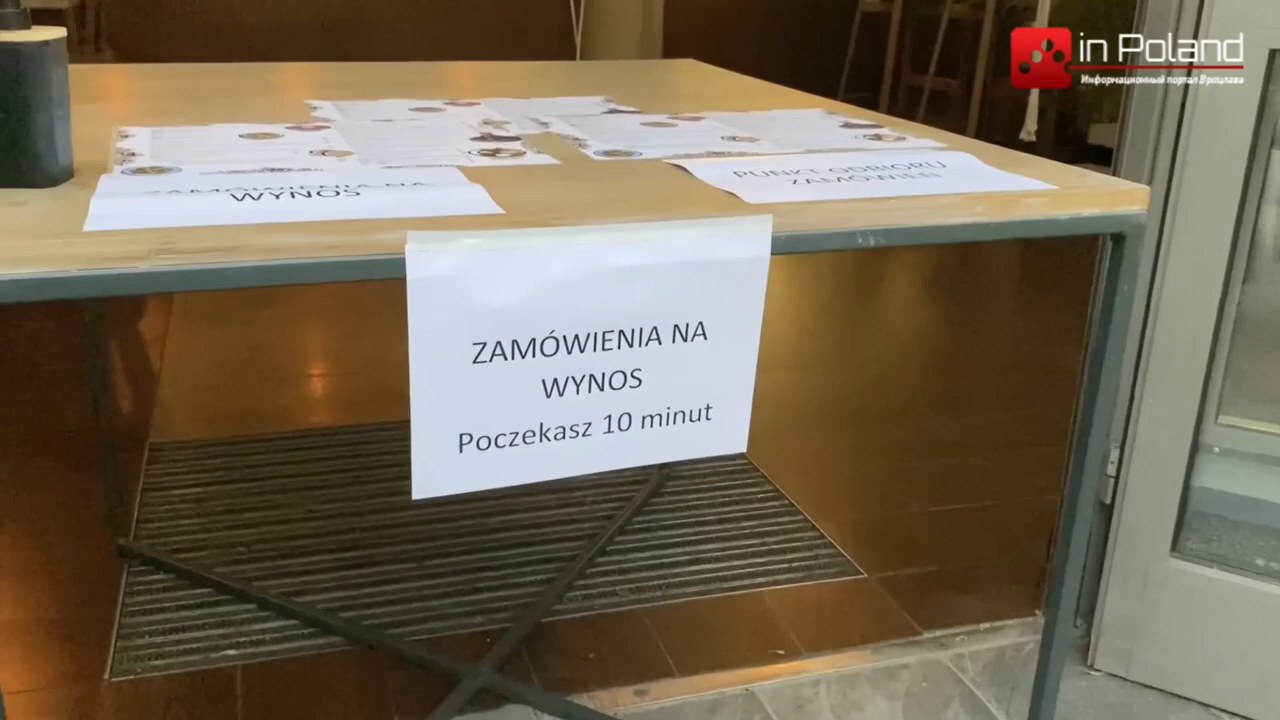 in Poland
Информационный портал Вроцлава
ZAMÓWIENIA NA
WYNOS
PUNKT ODBIORU
ZAMÓWIEŃ
ZAMÓWIENIA NA
WYNOS
Poczekasz 10 minut